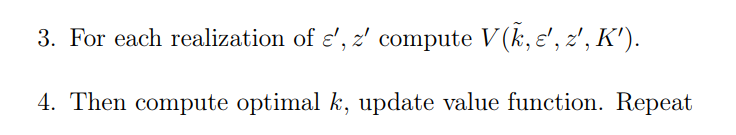 3. For each realization of ε′, z′ compute V(k̃, ε′, z′, K′).
4. Then compute optimal k, update value function. Repeat